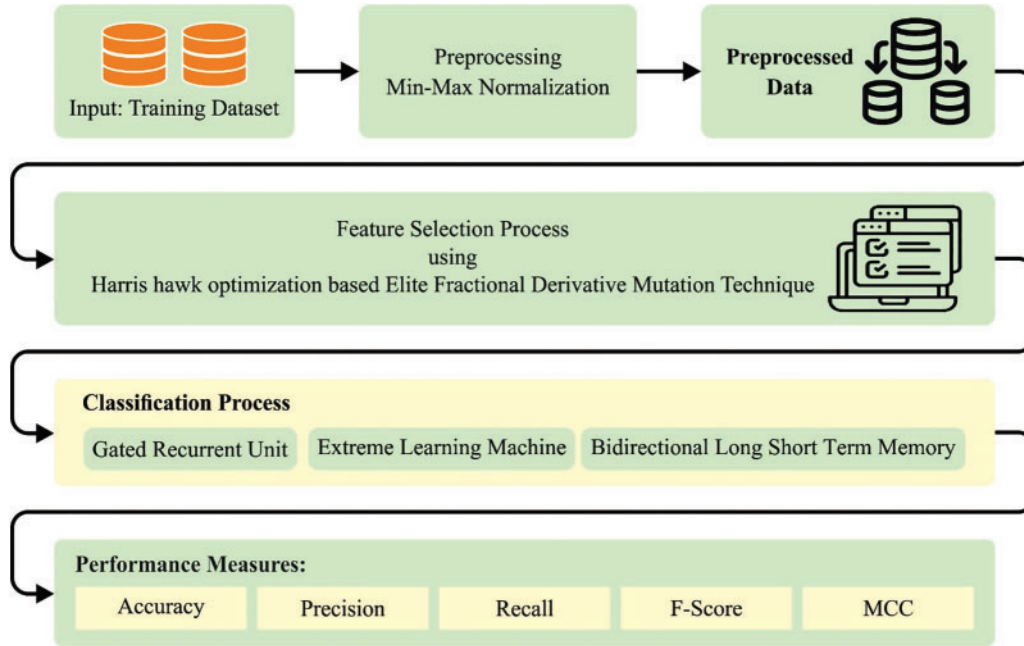 Input: Training Dataset
Preprocessing
Min-Max Normalization
Preprocessed
Data
Feature Selection Process
using
Harris hawk optimization based Elite Fractional Derivative Mutation Technique
Classification Process
Gated Recurrent Unit
Extreme Learning Machine
Bidirectional Long Short Term Memory
Performance Measures:
Accuracy
Precision
Recall
F-Score
MCC